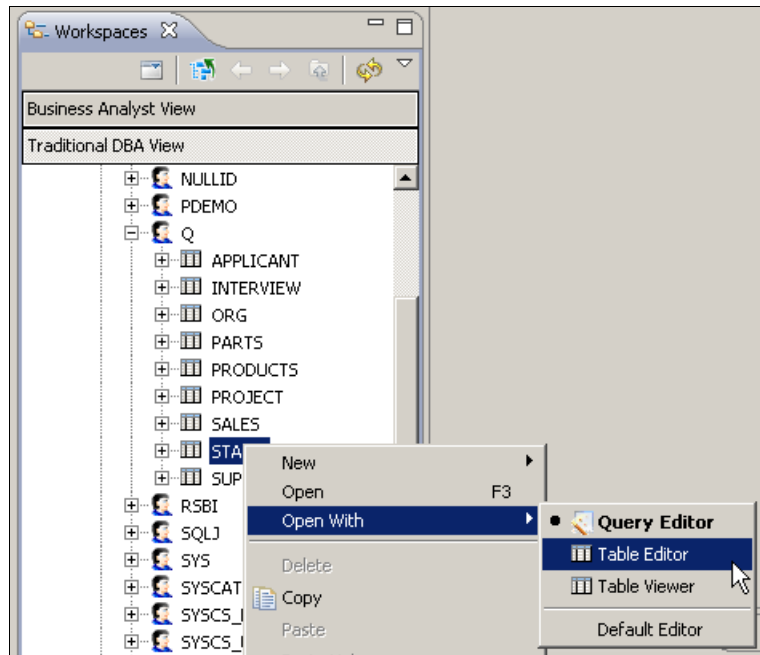 Workspaces
Business Analyst View
Traditional DBA View
NULLID
PDEMO
Q
APPLICANT
INTERVIEW
ORG
PARTS
PRODUCTS
PROJECT
SALES
STA
SUP
RSBI
SQLJ
SYS
SYSCAT
SYSCS_
SYSCS_
New
Open F3
Open With
Delete
Copy
Paste
Query Editor
Table Editor
Table Viewer
Default Editor